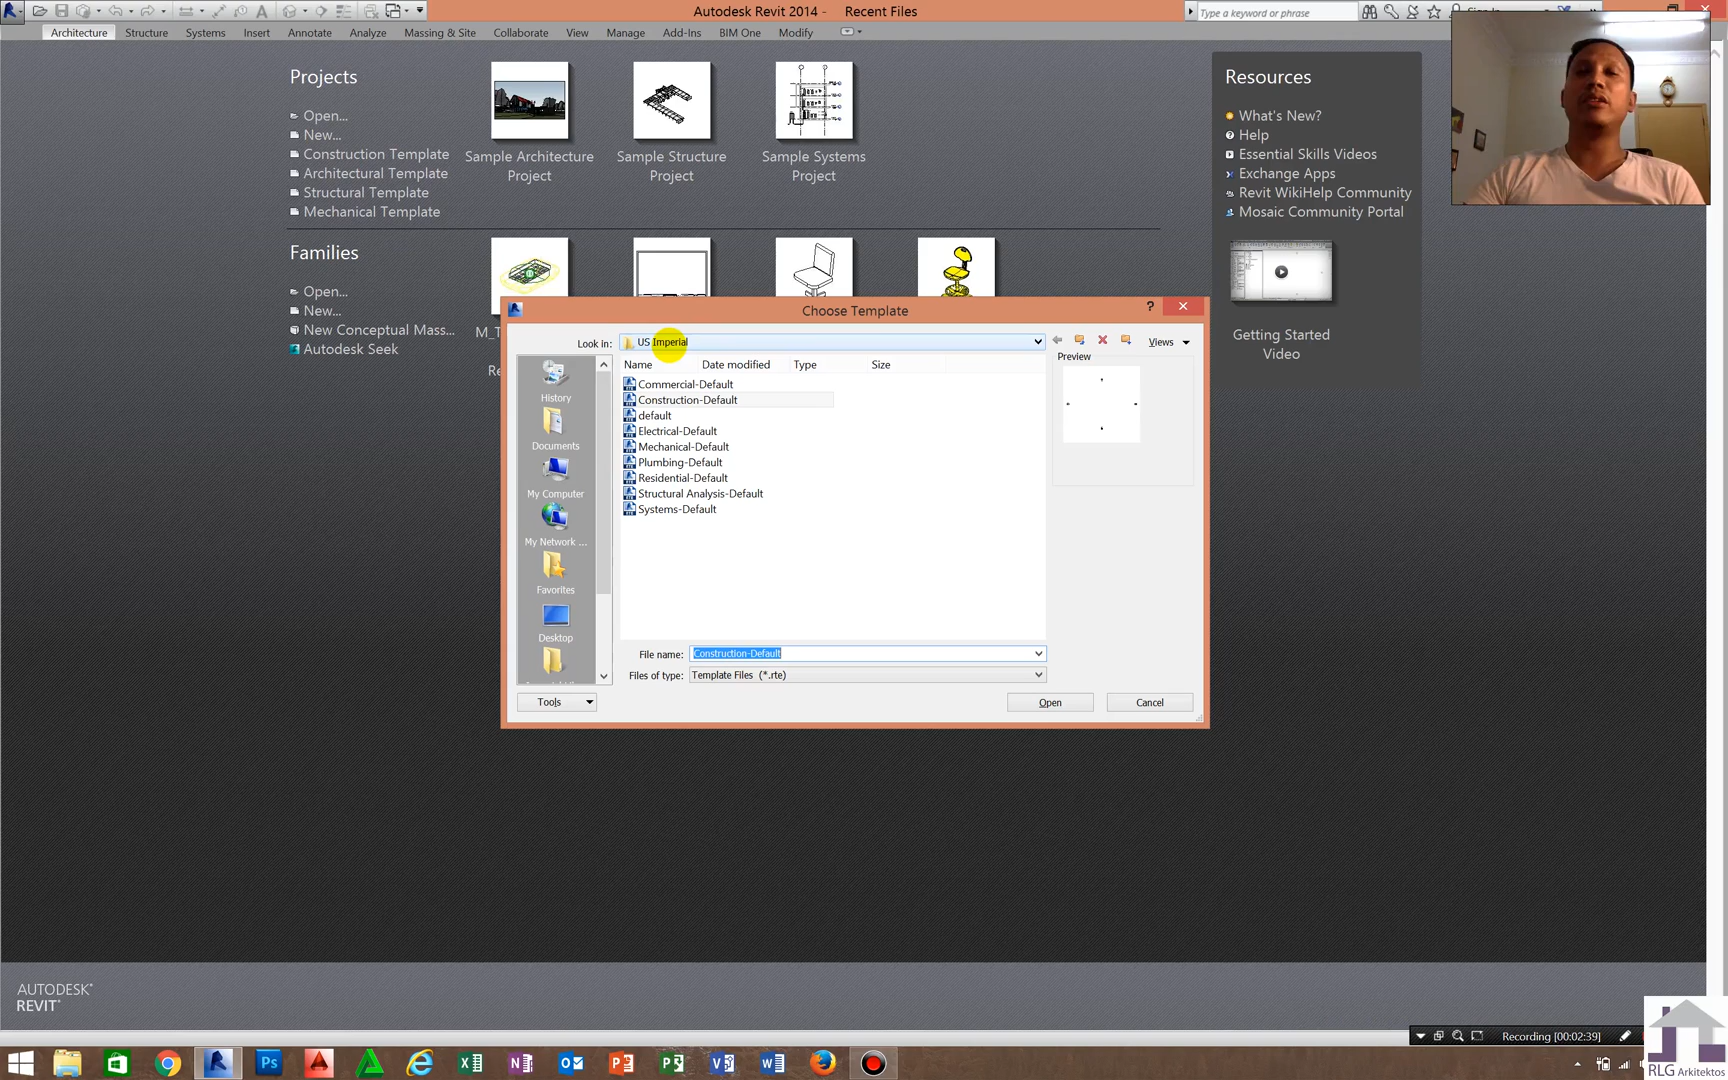 Autodesk Revit 2014 - Recent Files
Type a keyword or phrase
Architecture Structure Systems Insert Annotate Analyze Massing & Site Collaborate View Manage Add-Ins BIM One Modify
Projects
Open...
New...
Construction Template
Architectural Template
Structural Template
Mechanical Template
Sample Architecture
Project
Sample Structure
Project
Sample Systems
Project
Resources
What's New?
Help
Essential Skills Videos
Exchange Apps
Revit WikiHelp Community
Mosaic Community Portal
Getting Started
Video
Families
Open...
New...
New Conceptual Mass...
Autodesk Seek
Choose Template
Look in:
US Imperial
Views
Name Date modified Type Size
Preview
Commercial-Default
Construction-Default
default
Electrical-Default
Mechanical-Default
Plumbing-Default
Residential-Default
Structural Analysis-Default
Systems-Default
History
Documents
My Computer
My Network ...
Favorites
Desktop
File name:
Construction-Default
Files of type:
Template Files (*.rte)
Tools
Open
Cancel
AUTODESK®
REVIT®
Recording [00:02:39]
RLG Arkitektos